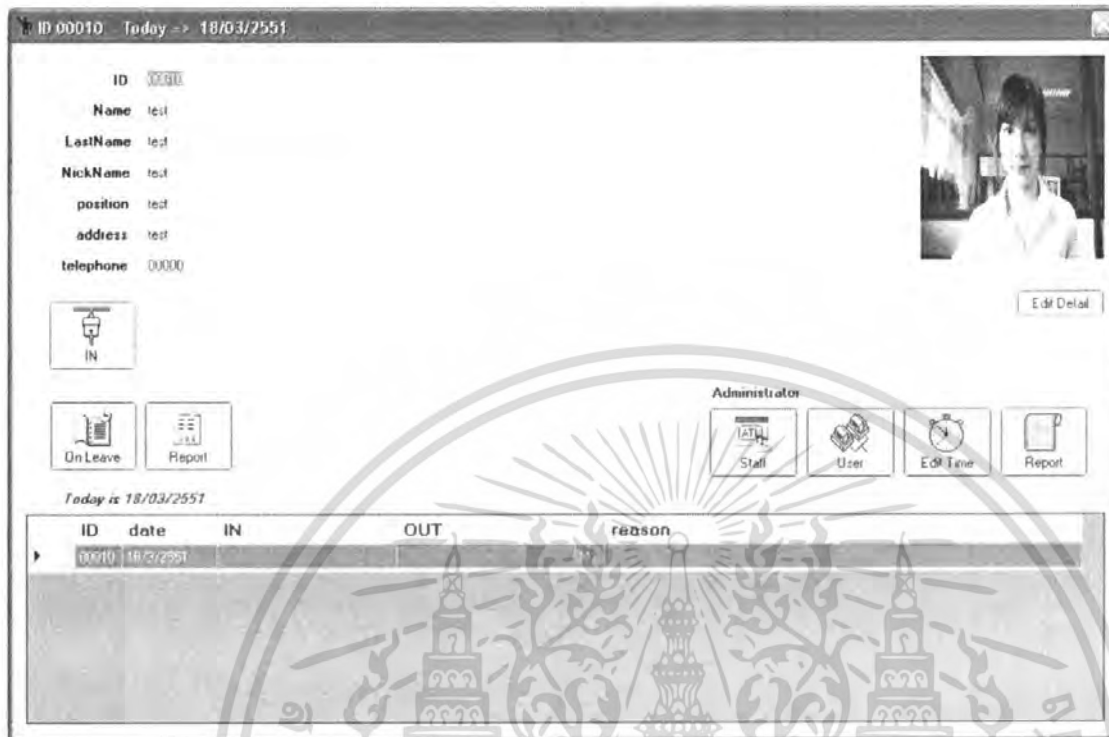 ID 00010 Today => 18/03/2551
ID 00010
Name test
LastName test
NickName test
position test
address test
telephone 00000
Edit Detail
IN
Administrator
On Leave Report Staff User Edit Time Report
Today is 18/03/2551
ID date IN OUT reason
00010 18/3/2551